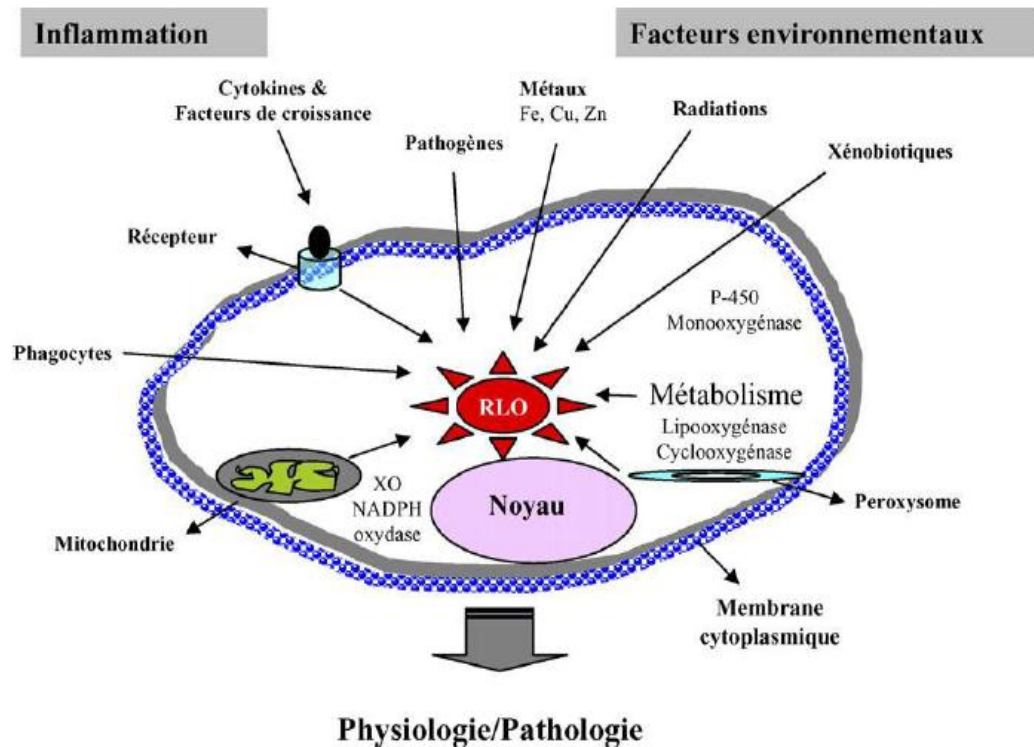 Inflammation
Facteurs environnementaux
Cytokines &
Facteurs de croissance
Métaux
Fe, Cu, Zn
Radiations
Pathogènes
Xénobiotiques
Récepteur
P-450
Monooxygénase
Phagocytes
RLO
Métabolisme
Lipooxygénase
Cyclooxygénase
XO
NADPH
oxydase
Noyau
Peroxysome
Mitochondrie
Membrane
cytoplasmique
Physiologie/Pathologie